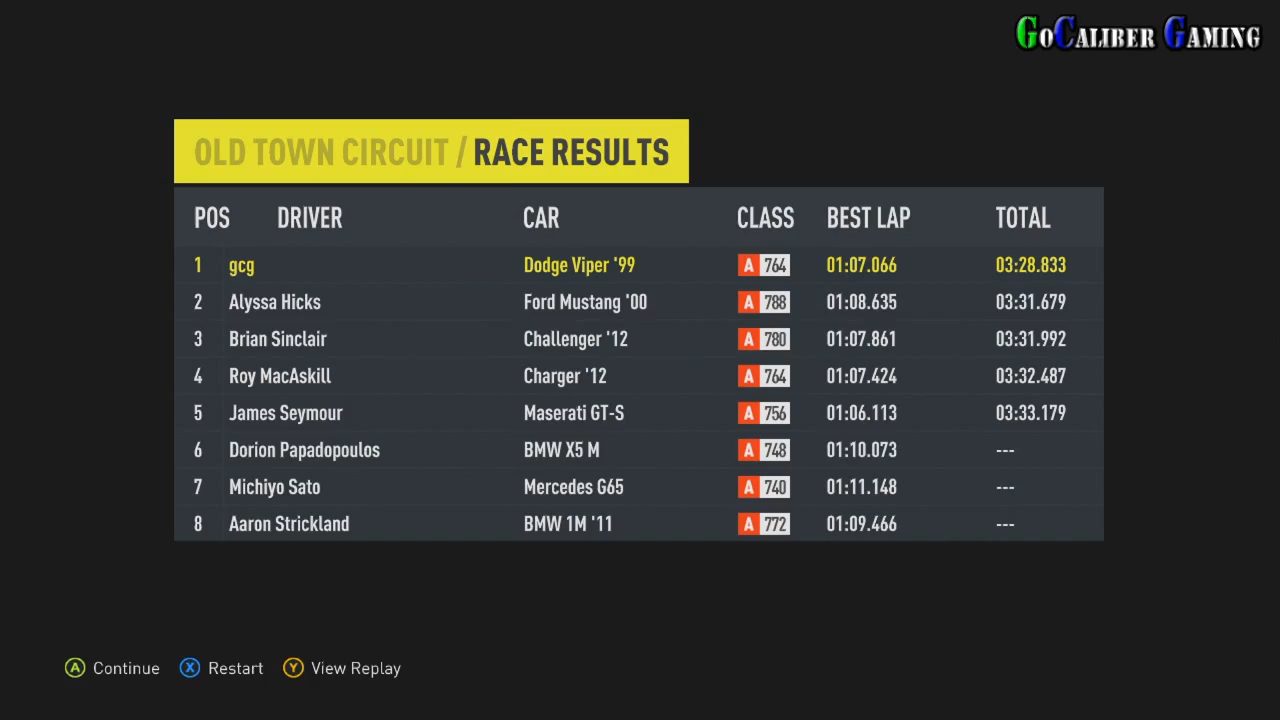 GoCaliber Gaming
OLD TOWN CIRCUIT / RACE RESULTS
POS DRIVER CAR CLASS BEST LAP TOTAL
1 gcg Dodge Viper '99 A 764 01:07.066 03:28.833
2 Alyssa Hicks Ford Mustang '00 A 788 01:08.635 03:31.679
3 Brian Sinclair Challenger '12 A 780 01:07.861 03:31.992
4 Roy MacAskill Charger '12 A 764 01:07.424 03:32.487
5 James Seymour Maserati GT-S A 756 01:06.113 03:33.179
6 Dorion Papadopoulos BMW X5 M A 748 01:10.073 ---
7 Michiyo Sato Mercedes G65 A 740 01:11.148 ---
8 Aaron Strickland BMW 1M '11 A 772 01:09.466 ---
A Continue X Restart Y View Replay